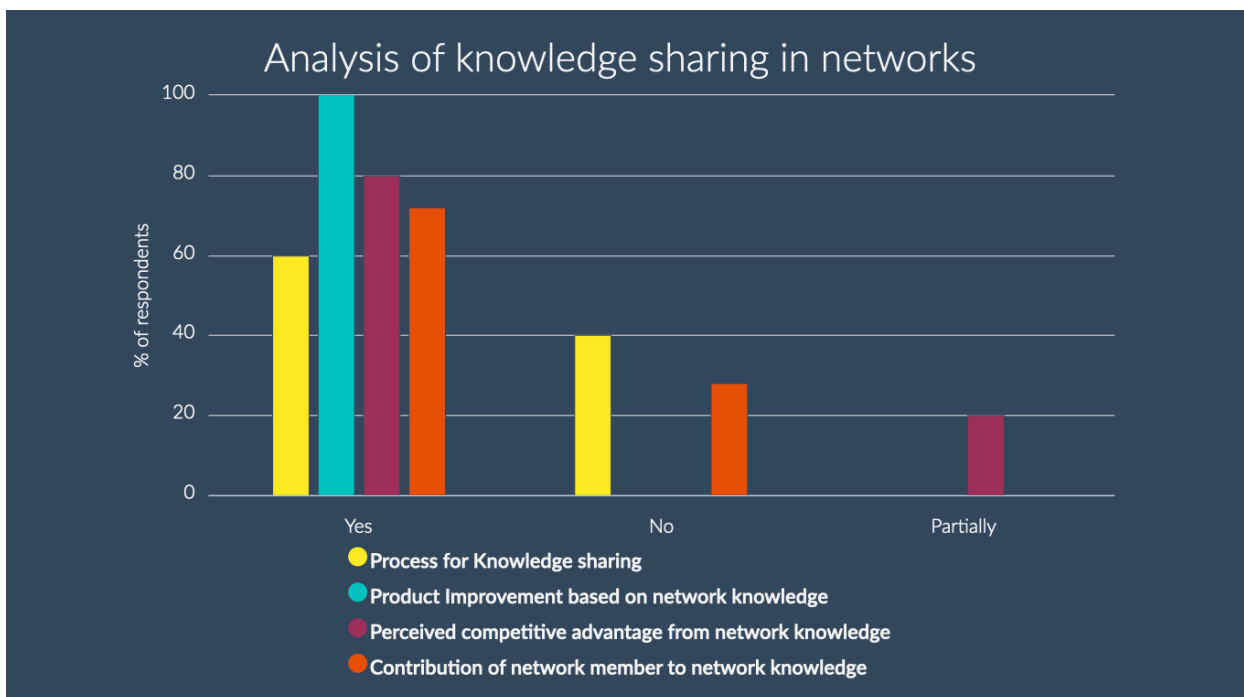 Analysis of knowledge sharing in networks
100
80
60
40
20
0
% of respondents
Yes No Partially
Process for Knowledge sharing
Product Improvement based on network knowledge
Perceived competitive advantage from network knowledge
Contribution of network member to network knowledge